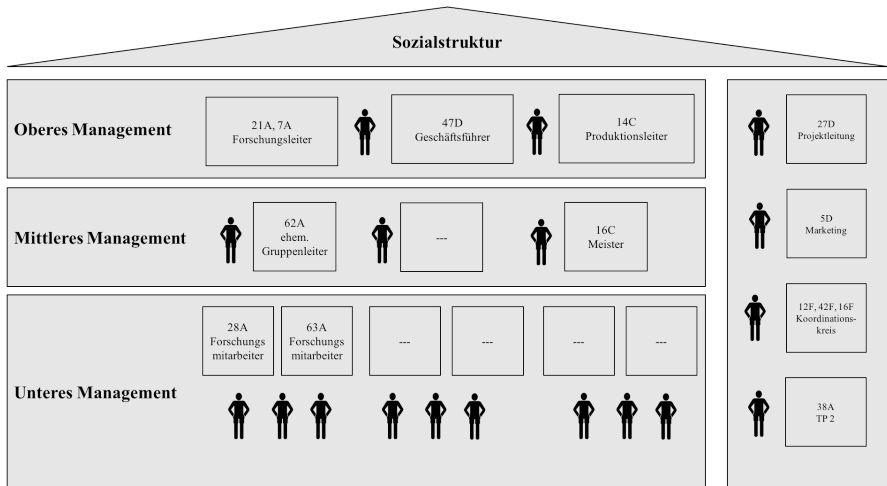 Sozialstruktur
Oberes Management
21A, 7A
Forschungsleiter
47D
Geschäftsführer
14C
Produktionsleiter
Mittleres Management
62A
ehem.
Gruppenleiter
---
16C
Meister
Unteres Management
28A
Forschungs
mitarbeiter
63A
Forschungs
mitarbeiter
---
---
---
---
27D
Projektleitung
5D
Marketing
12F, 42F, 16F
Koordinations-
kreis
38A
TP 2